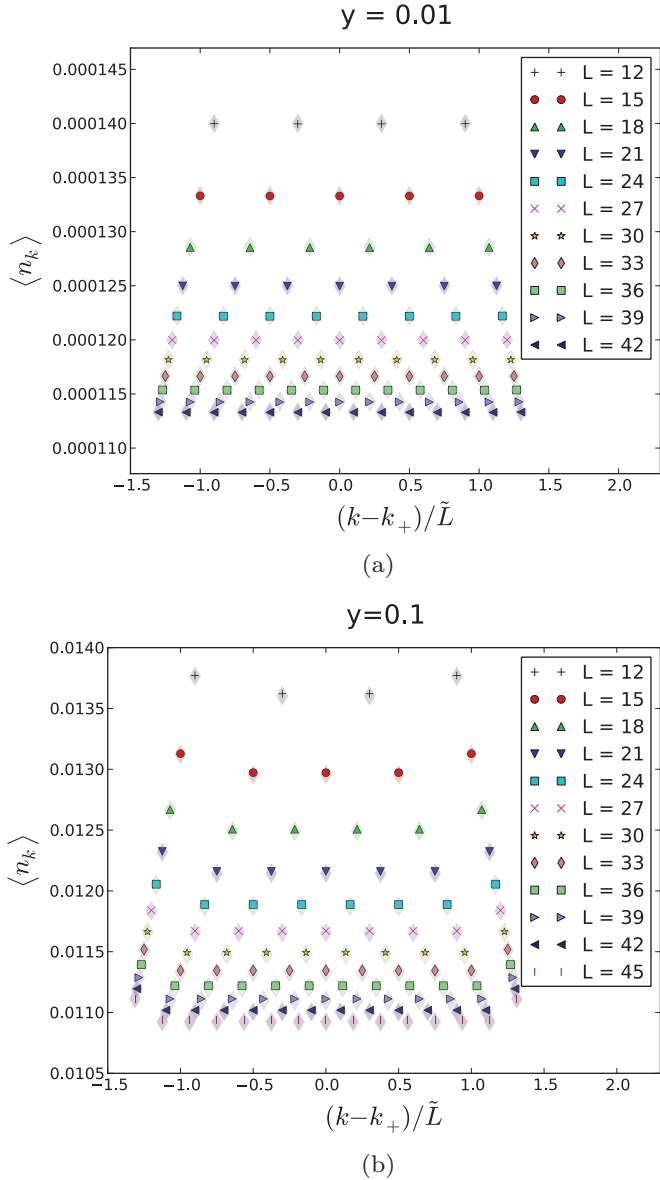 y = 0.01
0.000145
0.000140
0.000135
0.000130
0.000125
0.000120
0.000115
0.000110
⟨n_k⟩
L = 12
L = 15
L = 18
L = 21
L = 24
L = 27
L = 30
L = 33
L = 36
L = 39
L = 42
−1.5 −1.0 −0.5 0.0 0.5 1.0 1.5 2.0
(k−k_+)/L̃
(a)
y=0.1
0.0140
0.0135
0.0130
0.0125
0.0120
0.0115
0.0110
0.0105
⟨n_k⟩
L = 12
L = 15
L = 18
L = 21
L = 24
L = 27
L = 30
L = 33
L = 36
L = 39
L = 42
L = 45
−1.5 −1.0 −0.5 0.0 0.5 1.0 1.5 2.0
(k−k_+)/L̃
(b)